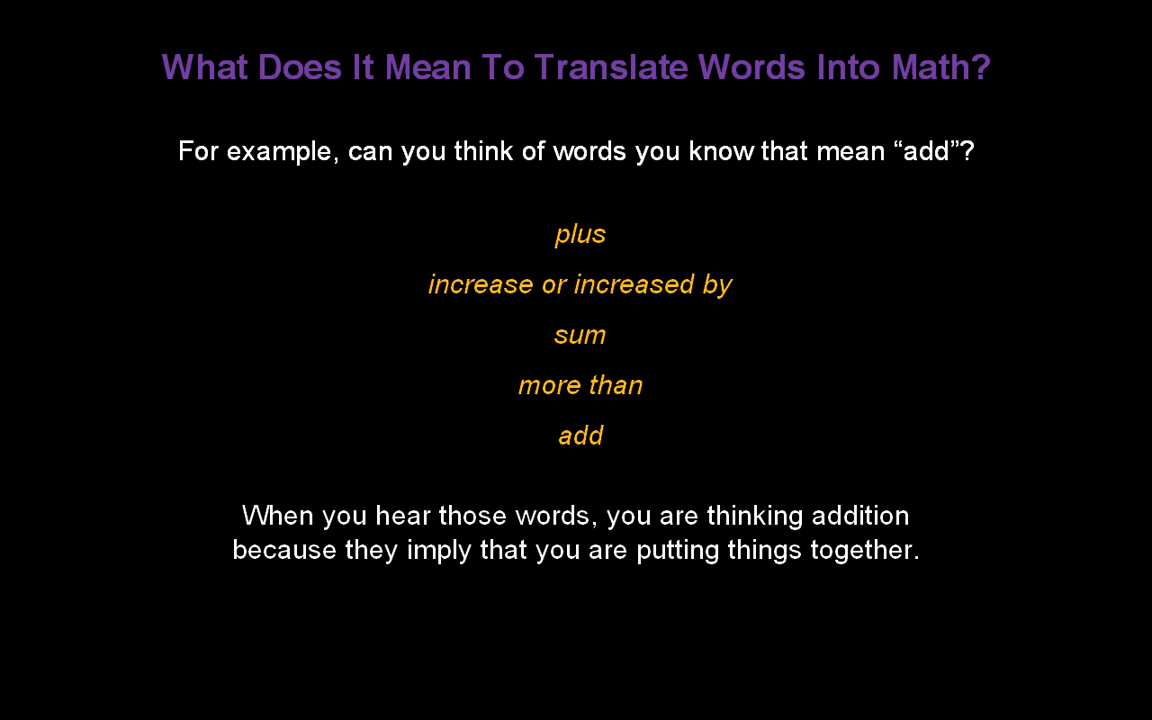 What Does It Mean To Translate Words Into Math?
For example, can you think of words you know that mean “add”?
plus
increase or increased by
sum
more than
add
When you hear those words, you are thinking addition
because they imply that you are putting things together.